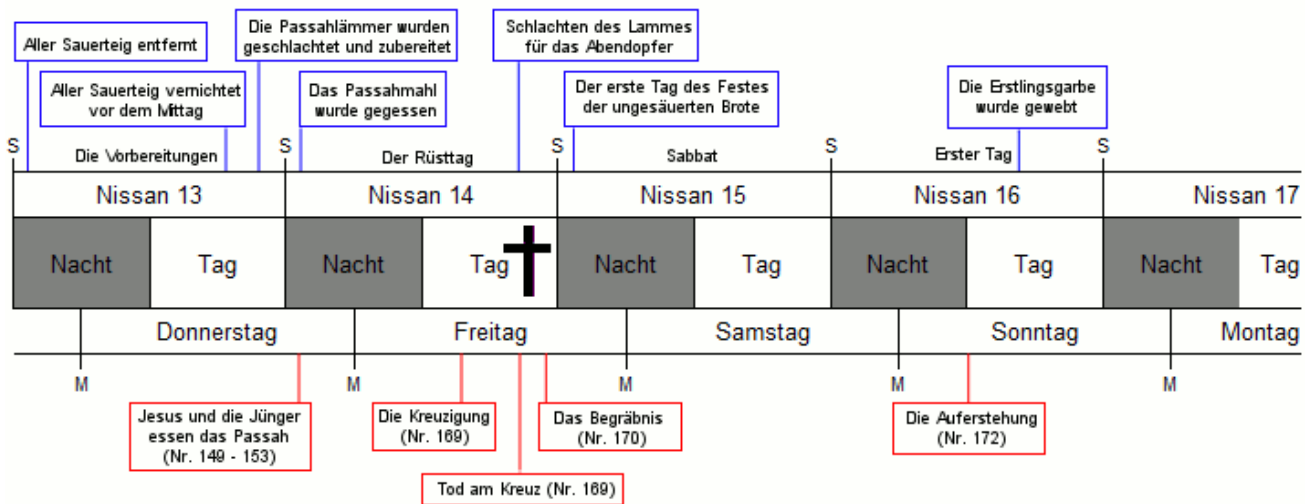 Aller Sauerteig entfernt
Die Passahlämmer wurden
geschlachtet und zubereitet
Schlachten des Lammes
für das Abendopfer
Aller Sauerteig vernichtet
vor dem Mittag
Das Passahmahl
wurde gegessen
Der erste Tag des Festes
der ungesäuerten Brote
Die Erstlingsgarbe
wurde gewebt
S
Die Vorbereitungen
S
Der Rüsttag
S
Sabbat
S
Erster Tag
S
Nissan 13
Nissan 14
Nissan 15
Nissan 16
Nissan 17
Nacht
Tag
Nacht
Tag
Nacht
Tag
Nacht
Tag
Nacht
Tag
Donnerstag
Freitag
Samstag
Sonntag
Montag
M
M
M
M
M
Jesus und die Jünger
essen das Passah
(Nr. 149 - 153)
Die Kreuzigung
(Nr. 169)
Das Begräbnis
(Nr. 170)
Die Auferstehung
(Nr. 172)
Tod am Kreuz (Nr. 169)